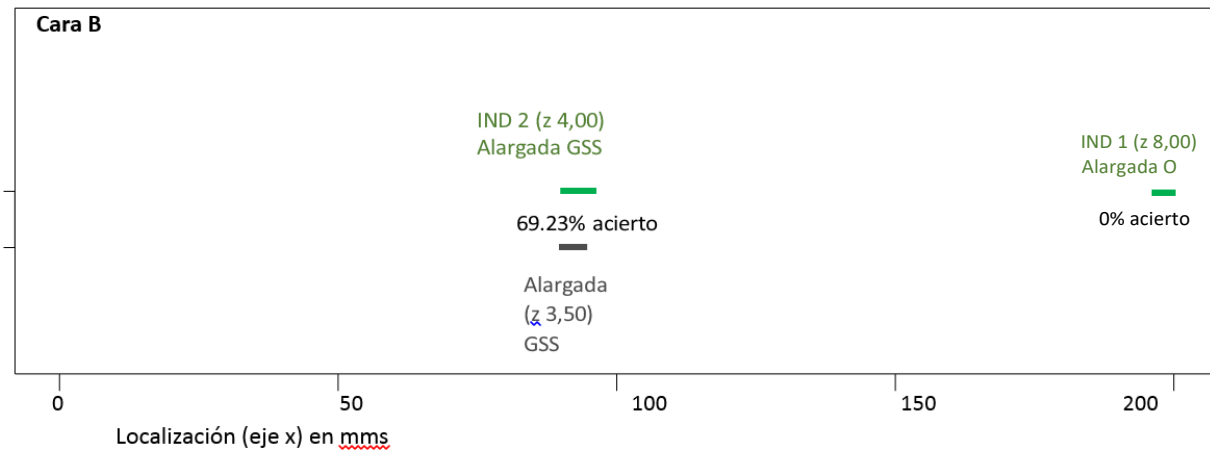 Cara B
IND 2 (z 4,00)
Alargada GSS
IND 1 (z 8,00)
Alargada O
69.23% acierto
0% acierto
Alargada
(z 3,50)
GSS
0 50 100 150 200
Localización (eje x) en mms